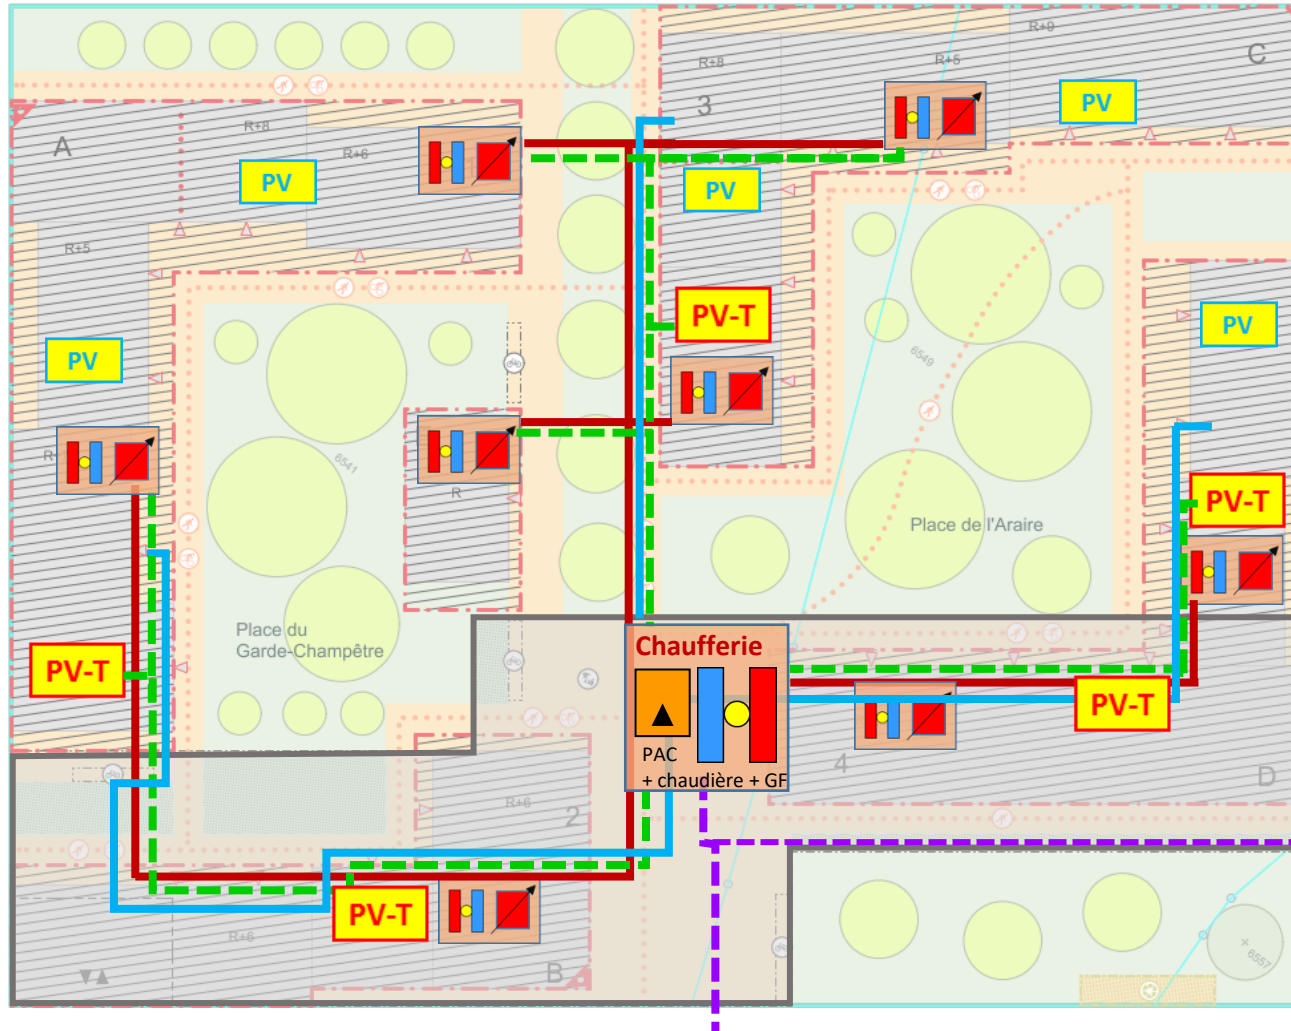 R+9
R+8
R+5
C
3
PV
A
R+8
R+6
PV
PV
R+5
PV-T
PV
PV
6549
6541
R
Place de l'Araire
PV-T
Place du
Garde-Champêtre
Chaufferie
PV-T
PAC
+ chaudière + GF
PV-T
4
D
R+6
2
PV-T
R+6
B
6557